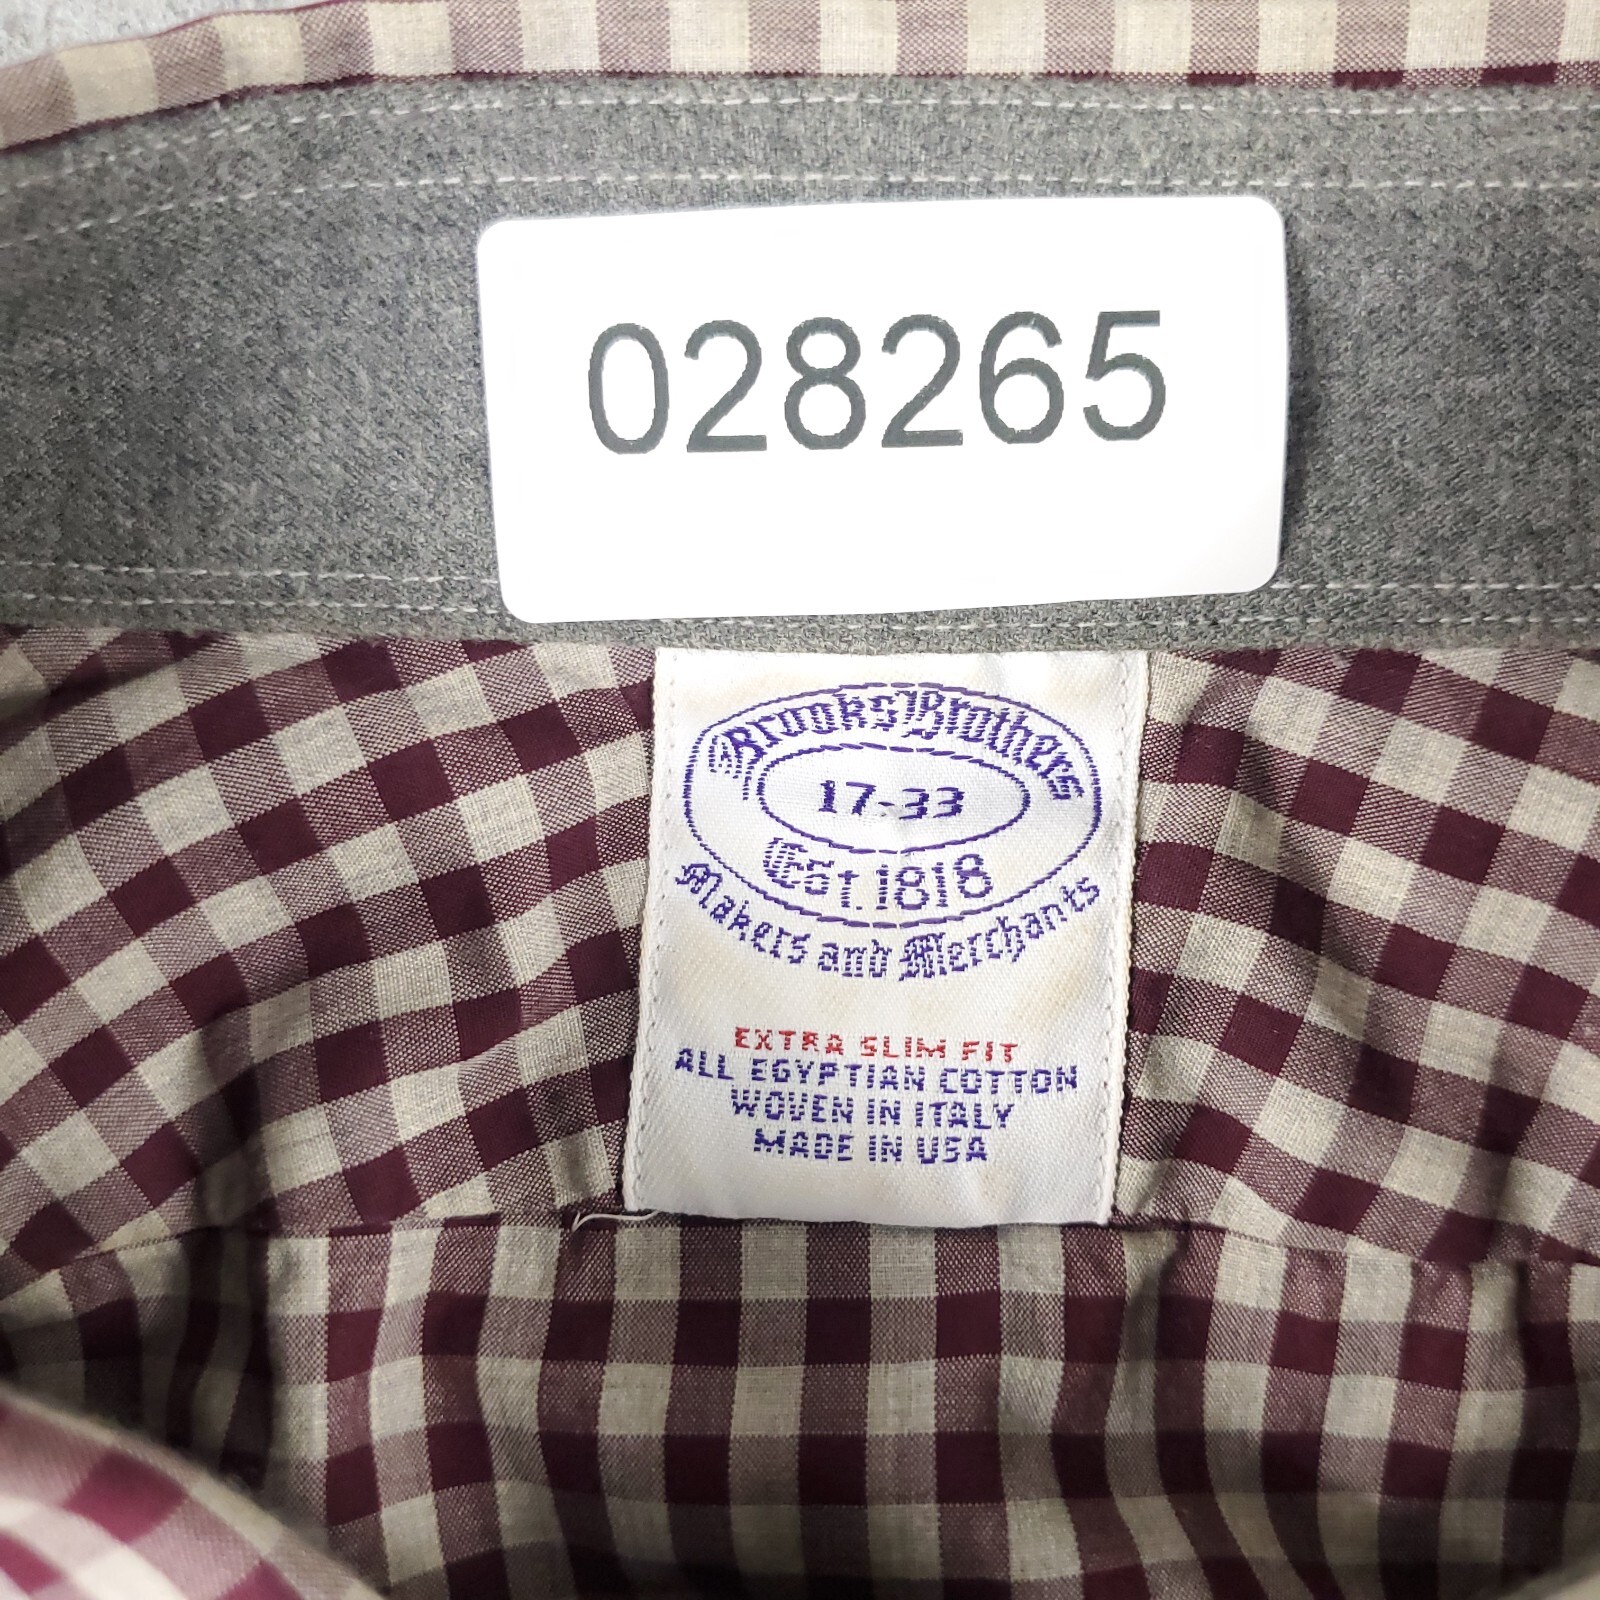 028265
Brooks Brothers
17-33
Est. 1818
Makers and Merchants
EXTRA SLIM FIT
ALL EGYPTIAN COTTON
WOVEN IN ITALY
MADE IN USA